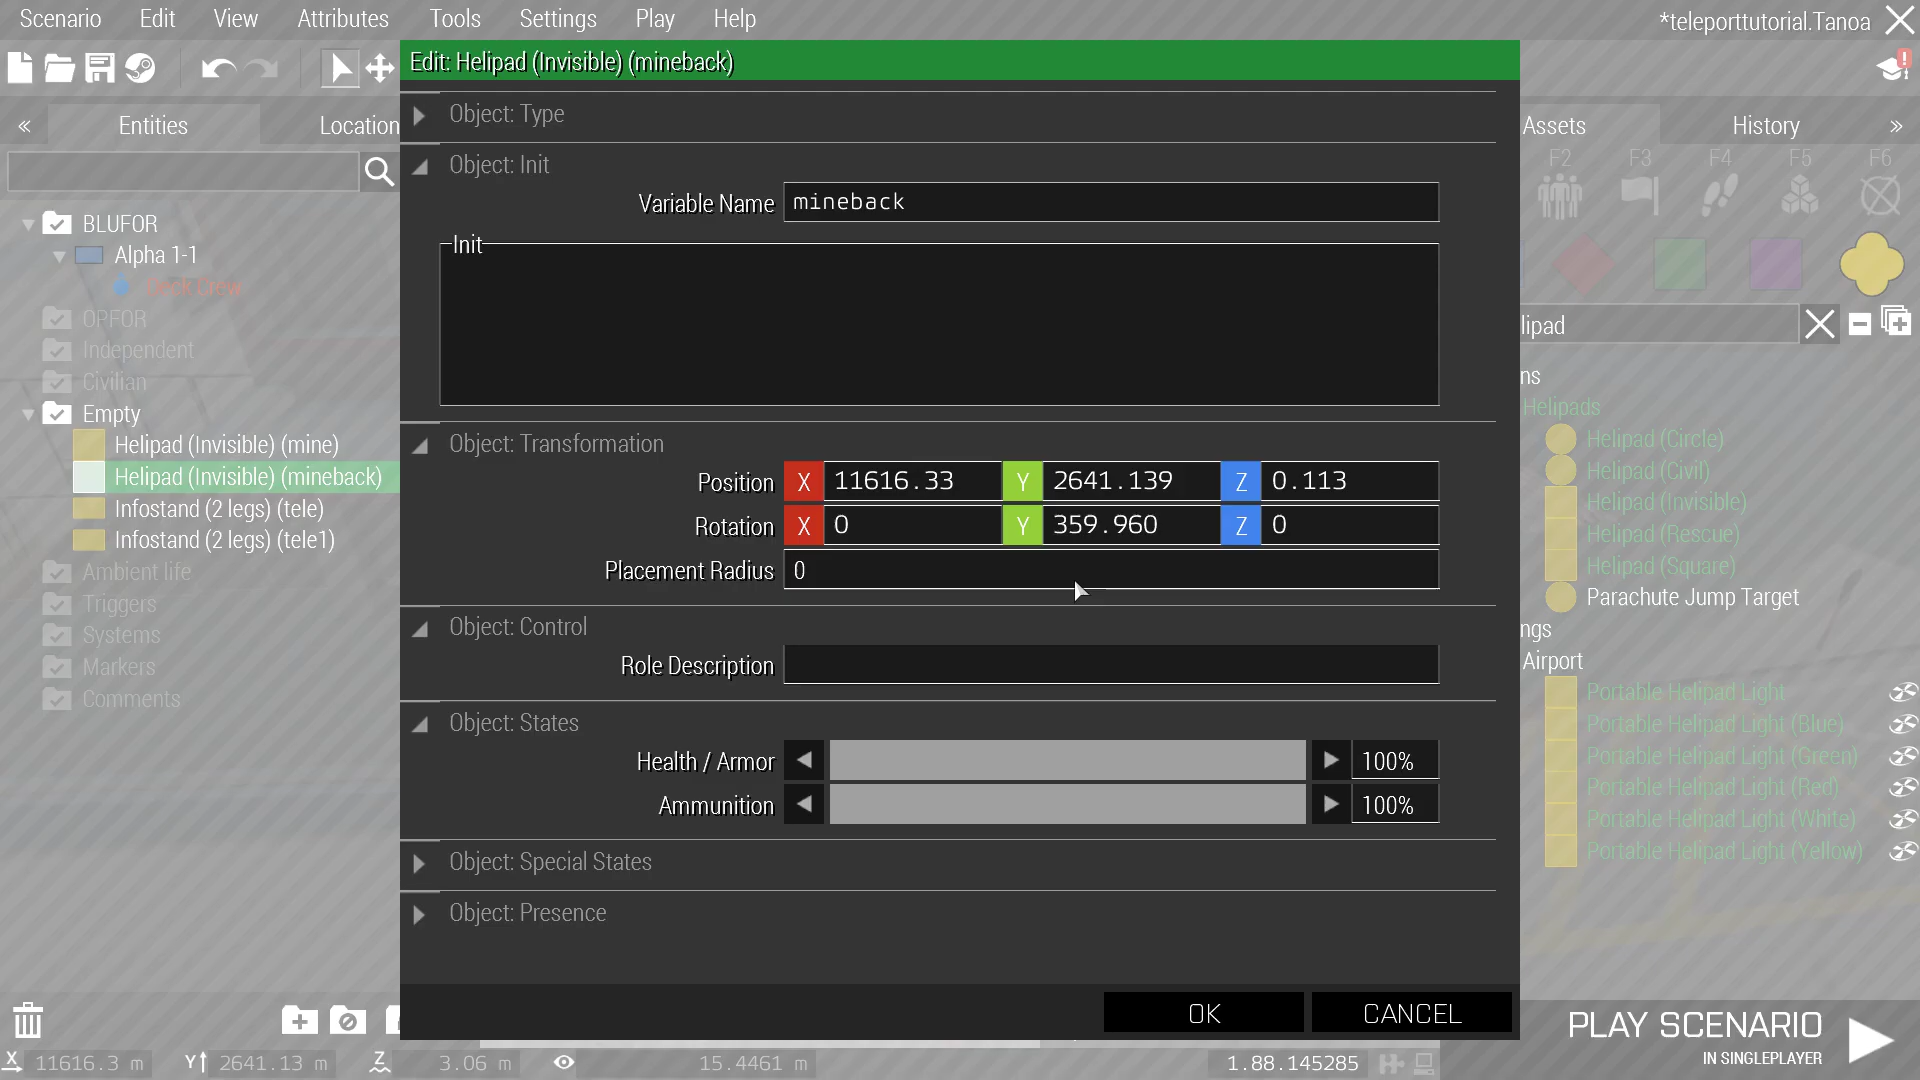 Scenario Edit View Attributes Tools Settings Play Help
*teleporttutorial.Tanoa
Edit: Helipad (Invisible) (mineback)
Entities
Location
Assets
History
F2 F3 F4 F5 F6
BLUFOR
Alpha 1-1
Deck Crew
OPFOR
Independent
Civilian
Empty
Helipad (Invisible) (mine)
Helipad (Invisible) (mineback)
Infostand (2 legs) (tele)
Infostand (2 legs) (tele1)
Ambient life
Triggers
Systems
Markers
Comments
Object: Type
Object: Init
Variable Name mineback
Init
Object: Transformation
Position X 11616.33 Y 2641.139 Z 0.113
Rotation X 0 Y 359.960 Z 0
Placement Radius 0
Object: Control
Role Description
Object: States
Health / Armor 100%
Ammunition 100%
Object: Special States
Object: Presence
OK CANCEL
lipad
ns
Helipads
Helipad (Circle)
Helipad (Civil)
Helipad (Invisible)
Helipad (Rescue)
Helipad (Square)
Parachute Jump Target
ngs
Airport
Portable Helipad Light
Portable Helipad Light (Blue)
Portable Helipad Light (Green)
Portable Helipad Light (Red)
Portable Helipad Light (White)
Portable Helipad Light (Yellow)
PLAY SCENARIO
IN SINGLEPLAYER
X 11616.3 m Y 2641.13 m Z 3.06 m 15.4461 m 1.88.145285